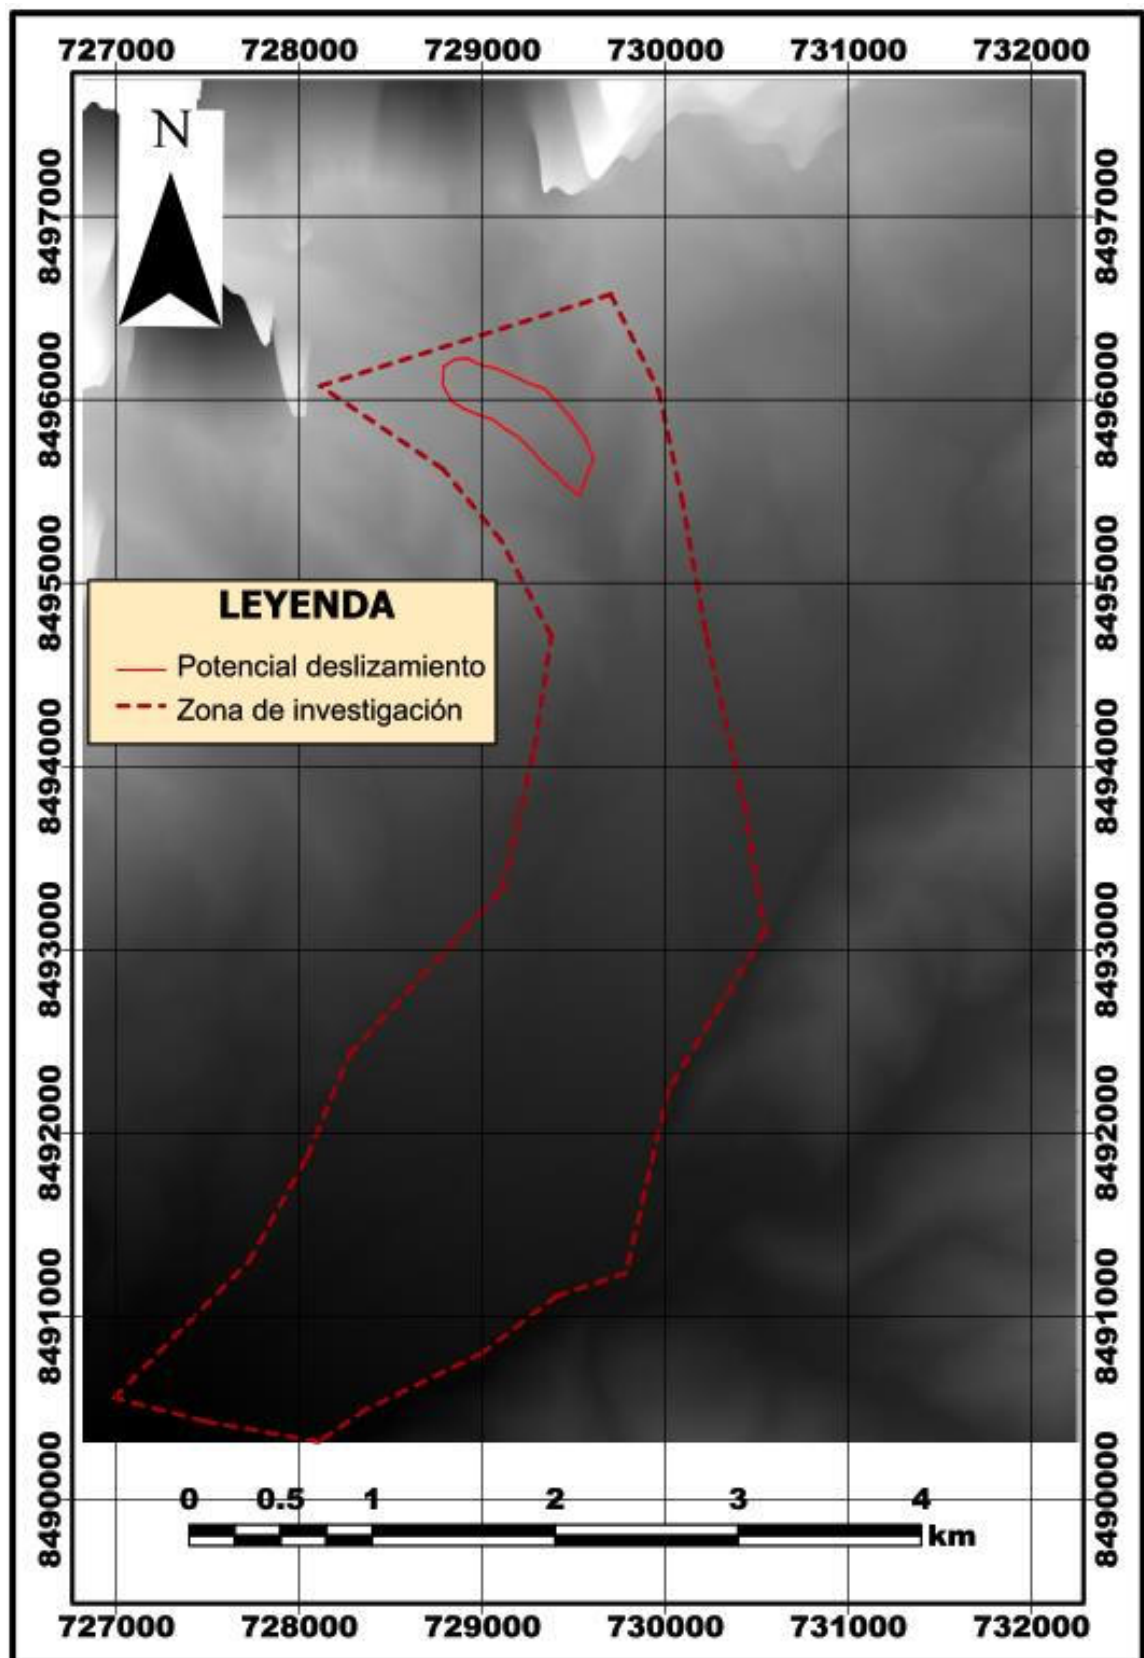 727000 728000 729000 730000 731000 732000
N
8497000 8497000
8496000 8496000
8495000 8495000
LEYENDA
Potencial deslizamiento
Zona de investigación
8494000 8494000
8493000 8493000
8492000 8492000
8491000 8491000
8490000 8490000
0 0.5 1 2 3 4
km
727000 728000 729000 730000 731000 732000